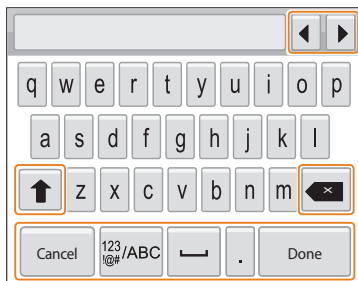 q w e r t y u i o p
a s d f g h j k l
z x c v b n m
Cancel 123 !@# /ABC . Done